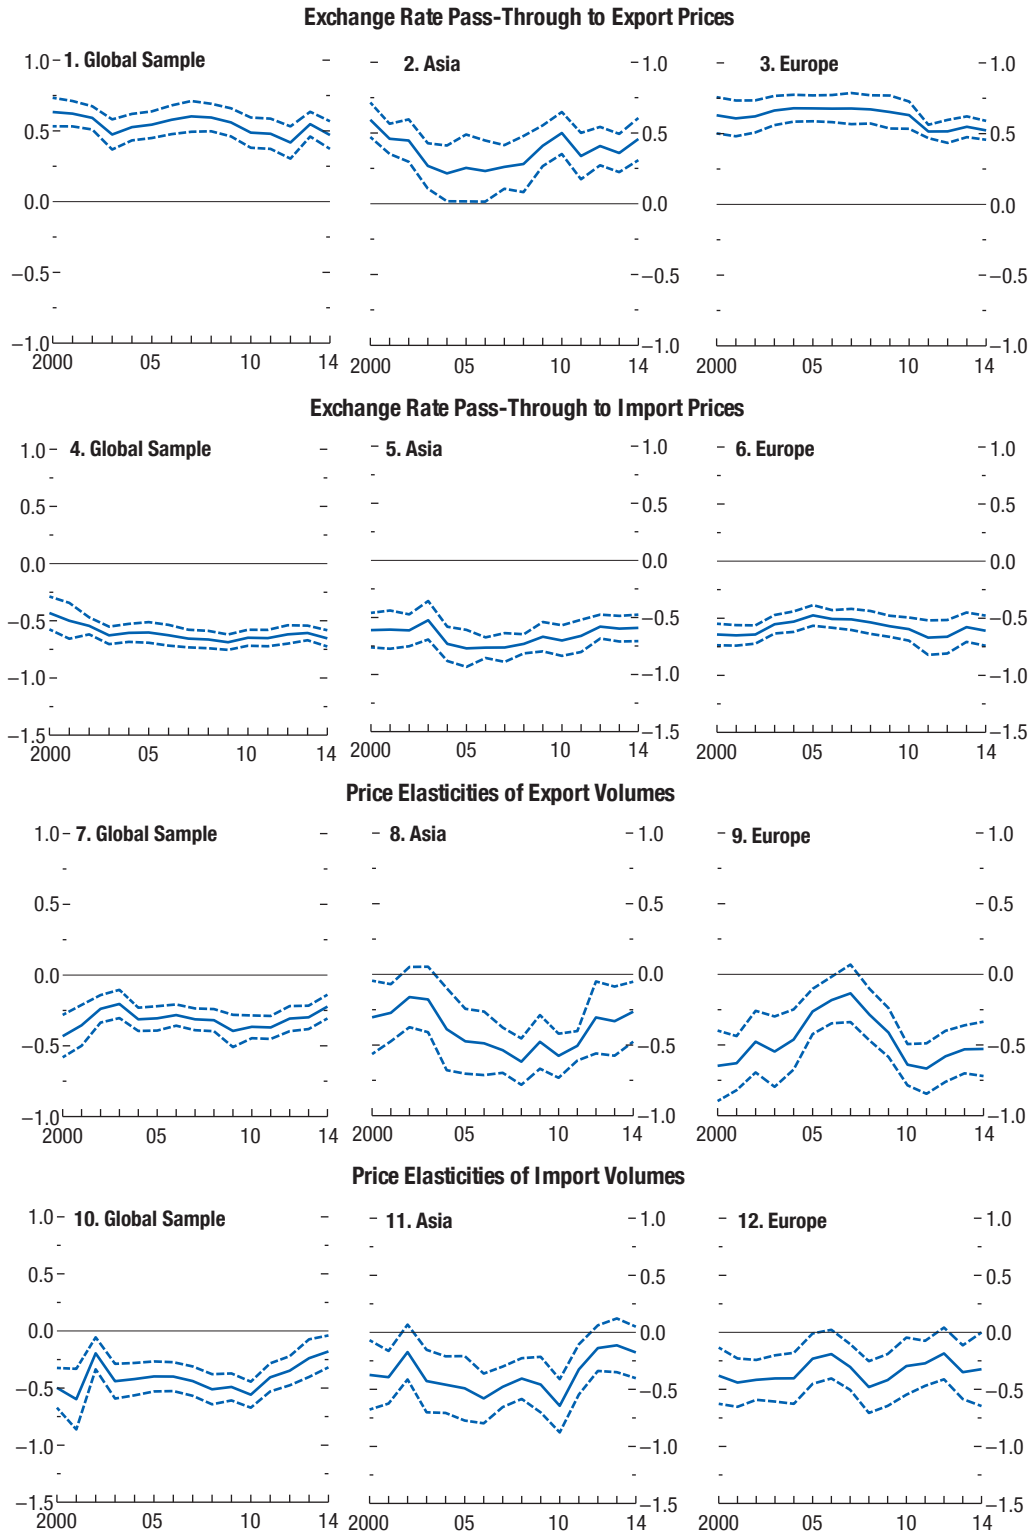 Exchange Rate Pass-Through to Export Prices
1. Global Sample
2. Asia
3. Europe
1.0
0.5
0.0
−0.5
−1.0
1.0
0.5
0.0
−0.5
−1.0
1.0
0.5
0.0
−0.5
−1.0
2000 05 10 14
2000 05 10 14
2000 05 10 14
Exchange Rate Pass-Through to Import Prices
4. Global Sample
5. Asia
6. Europe
1.0
0.5
0.0
−0.5
−1.0
−1.5
1.0
0.5
0.0
−0.5
−1.0
−1.5
1.0
0.5
0.0
−0.5
−1.0
−1.5
2000 05 10 14
2000 05 10 14
2000 05 10 14
Price Elasticities of Export Volumes
7. Global Sample
8. Asia
9. Europe
1.0
0.5
0.0
−0.5
−1.0
1.0
0.5
0.0
−0.5
−1.0
1.0
0.5
0.0
−0.5
−1.0
2000 05 10 14
2000 05 10 14
2000 05 10 14
Price Elasticities of Import Volumes
10. Global Sample
11. Asia
12. Europe
1.0
0.5
0.0
−0.5
−1.0
−1.5
1.0
0.5
0.0
−0.5
−1.0
−1.5
1.0
0.5
0.0
−0.5
−1.0
−1.5
2000 05 10 14
2000 05 10 14
2000 05 10 14